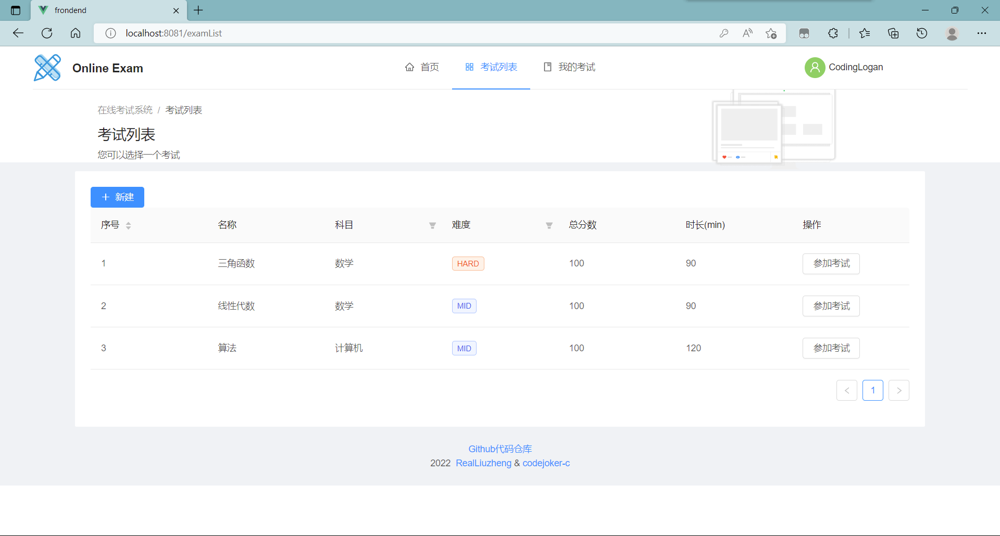 frondend
localhost:8081/examList
Online Exam
首页
考试列表
我的考试
CodingLogan
在线考试系统 / 考试列表
考试列表
您可以选择一个考试
新建
序号 名称 科目 难度 总分数 时长(min) 操作
1 三角函数 数学 HARD 100 90 参加考试
2 线性代数 数学 MID 100 90 参加考试
3 算法 计算机 MID 100 120 参加考试
< 1 >
Github代码仓库
2022 RealLiuzheng & codejoker-c